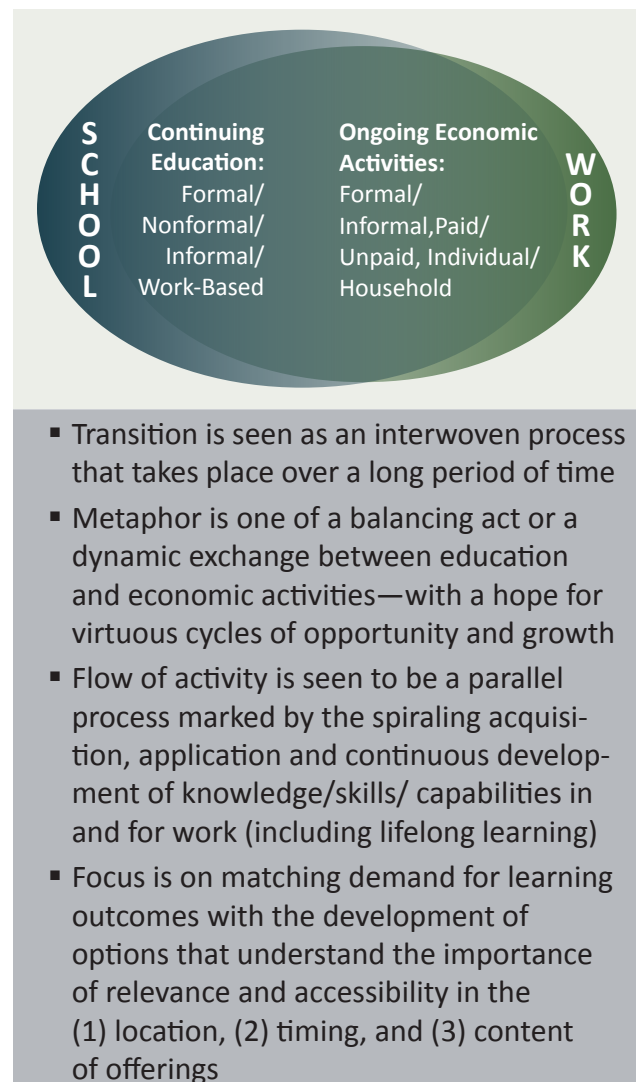 SCHOOL
Continuing
Education:
Formal/
Nonformal/
Informal/
Work-Based
Ongoing Economic
Activities:
Formal/
Informal,Paid/
Unpaid, Individual/
Household
WORK
▪ Transition is seen as an interwoven process
that takes place over a long period of time
▪ Metaphor is one of a balancing act or a
dynamic exchange between education
and economic activities—with a hope for
virtuous cycles of opportunity and growth
▪ Flow of activity is seen to be a parallel
process marked by the spiraling acquisi-
tion, application and continuous develop-
ment of knowledge/skills/ capabilities in
and for work (including lifelong learning)
▪ Focus is on matching demand for learning
outcomes with the development of
options that understand the importance
of relevance and accessibility in the
(1) location, (2) timing, and (3) content
of offerings